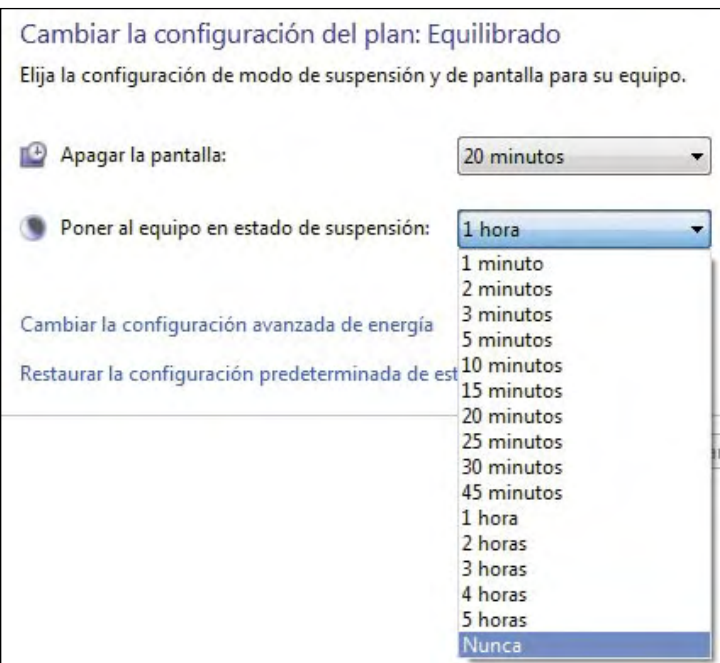 Cambiar la configuración del plan: Equilibrado
Elija la configuración de modo de suspensión y de pantalla para su equipo.
Apagar la pantalla: 20 minutos
Poner al equipo en estado de suspensión: 1 hora
1 minuto
2 minutos
3 minutos
5 minutos
10 minutos
15 minutos
20 minutos
25 minutos
30 minutos
45 minutos
1 hora
2 horas
3 horas
4 horas
5 horas
Nunca
Cambiar la configuración avanzada de energía
Restaurar la configuración predeterminada de